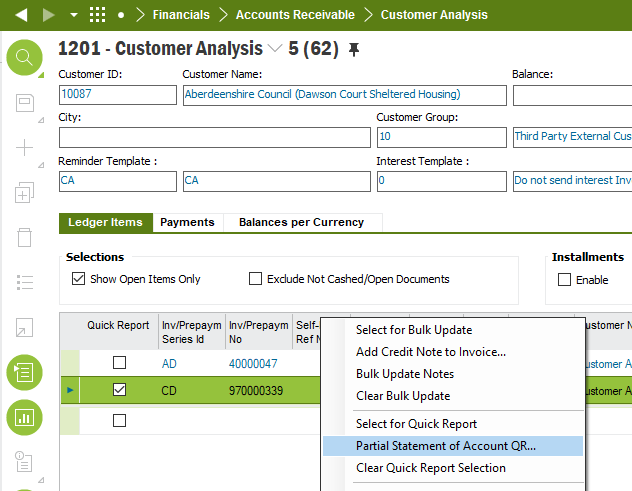 Financials Accounts Receivable Customer Analysis
1201 - Customer Analysis 5 (62)
Customer ID: Customer Name: Balance:
10087 Aberdeenshire Council (Dawson Court Sheltered Housing)
City: Customer Group:
10 Third Party External Cus
Reminder Template : Interest Template :
CA CA 0 Do not send interest Inv
Ledger Items Payments Balances per Currency
Selections Installments
Show Open Items Only Exclude Not Cashed/Open Documents Enable
Quick Report Inv/Prepaym Series Id Inv/Prepaym No Self- Ref N ustomer N
AD 40000047 ustomer A
CD 970000339 ustomer A
Select for Bulk Update
Add Credit Note to Invoice...
Bulk Update Notes
Clear Bulk Update
Select for Quick Report
Partial Statement of Account QR...
Clear Quick Report Selection